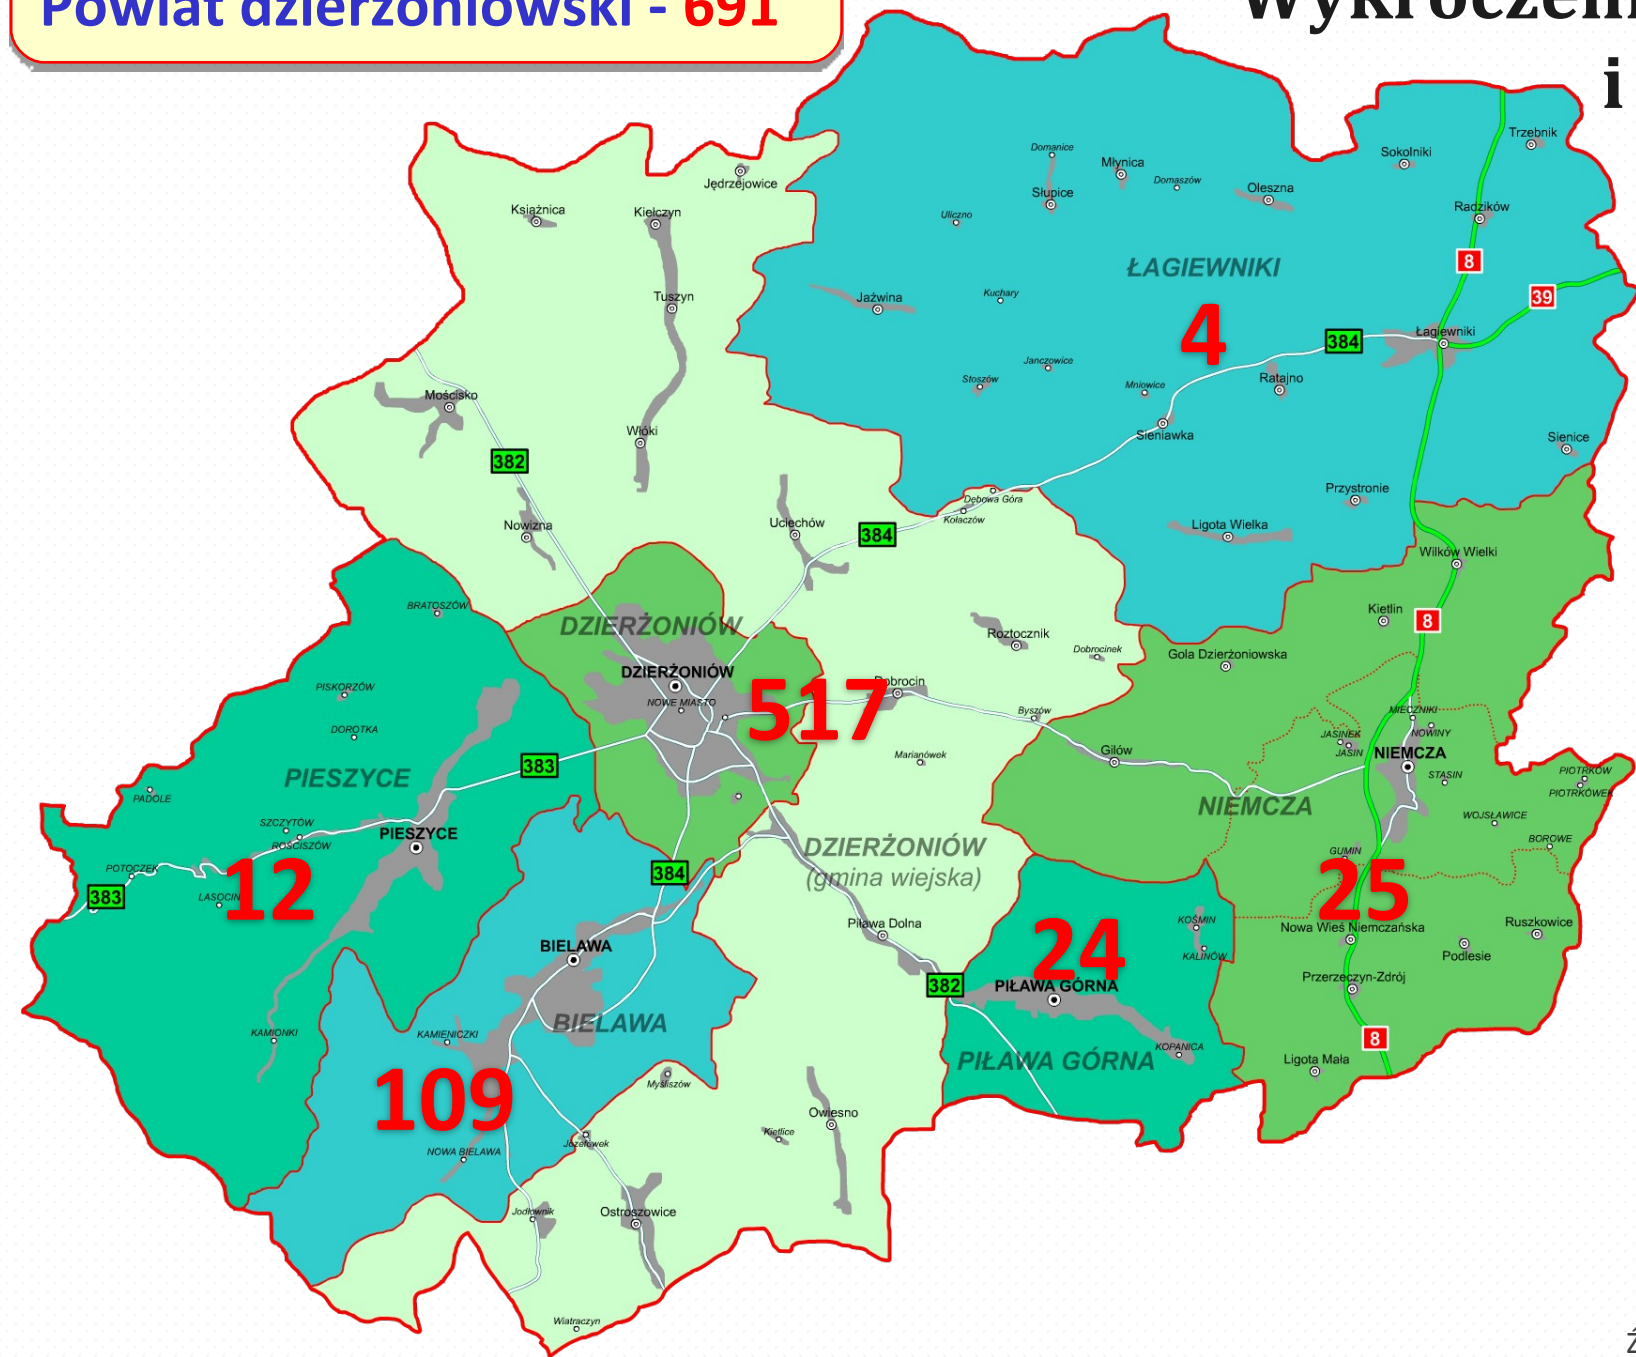 Powiat dzierżoniowski - 691
i
Trzebnik
Domanice
Sokolniki
Młynica
Jędrzejowice
Domaszów
Oleszna
Słupice
Książnica
Kiełczyn
Radzików
Uliczno
8
ŁAGIEWNIKI
Tuszyn
Jaźwina
Kuchary
39
4
384
Łagiewniki
Janczowice
Stoszów
Mniowice
Ratajno
Mościsko
Włóki
Sieniawka
Sienice
382
Przystronie
Dębowa Góra
Kołaczów
Nowizna
Uciechów
384
Ligota Wielka
Wilków Wielki
BRATOSZÓW
Kietlin
8
DZIERŻONIÓW
Roztocznik
Dobrocinek
Gola Dzierżoniowska
DZIERŻONIÓW
PISKORZÓW
NOWE MIASTO
517
Dobrocin
Byszów
MIECZNIKI
DOROTKA
JASINEK
NOWINY
JASIN
Marianówek
Gilów
NIEMCZA
383
PIESZYCE
STASIN
PIOTRKÓW
PIOTRKÓWEK
PADOLE
NIEMCZA
SZCZYTÓW
WOJSŁAWICE
PIESZYCE
ROŚCISZÓW
BOROWE
DZIERŻONIÓW
(gmina wiejska)
GUMIN
POTOCZEK
384
383
LASOCIN
12
25
Piława Dolna
KOŚMIN
Nowa Wieś Niemczańska
Ruszkowice
24
BIELAWA
KALINÓW
Podlesie
382
PIŁAWA GÓRNA
Przerzeczyn-Zdrój
BIELAWA
KAMIONKI
KAMIENICZKI
8
KOPANICA
PIŁAWA GÓRNA
Ligota Mała
109
Myśliszów
Owiesno
Kietlice
Józefówek
NOWA BIELAWA
Jodłownik
Ostroszowice
Wiatraczyn